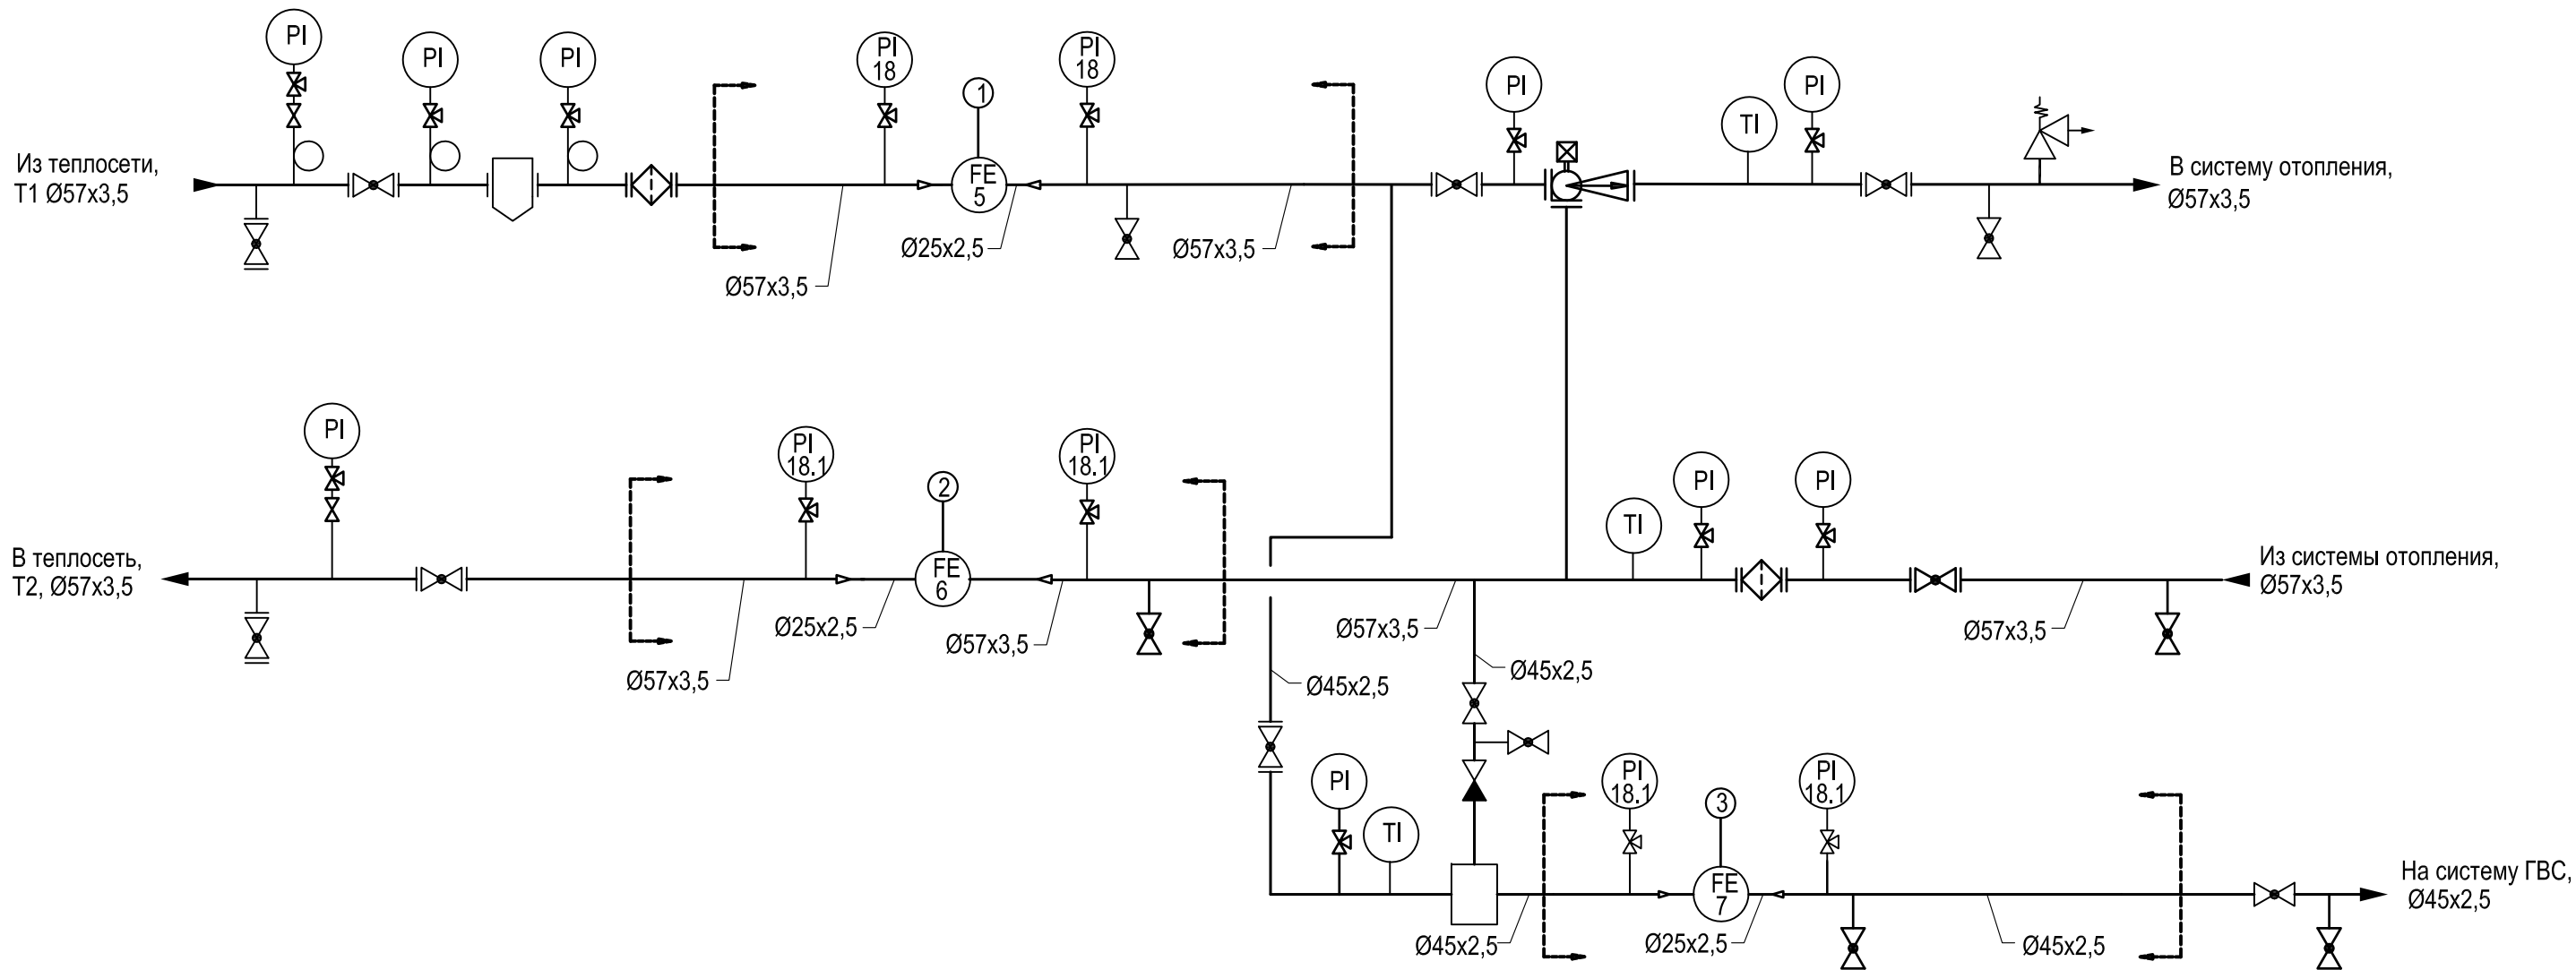 PI
PI
PI
PI
18
PI
18
1
PI
TI
PI
Из теплосети,
Т1 Ø57x3,5
FE
5
В систему отопления,
Ø57x3,5
Ø25x2,5
Ø57x3,5
Ø57x3,5
PI
PI
18.1
2
PI
18.1
TI
PI
PI
В теплосеть,
Т2, Ø57x3,5
FE
6
Из системы отопления,
Ø57x3,5
Ø25x2,5
Ø57x3,5
Ø57x3,5
Ø57x3,5
Ø57x3,5
Ø45x2,5
Ø45x2,5
PI
TI
PI
18.1
3
PI
18.1
FE
7
На систему ГВС,
Ø45x2,5
Ø45x2,5
Ø25x2,5
Ø45x2,5